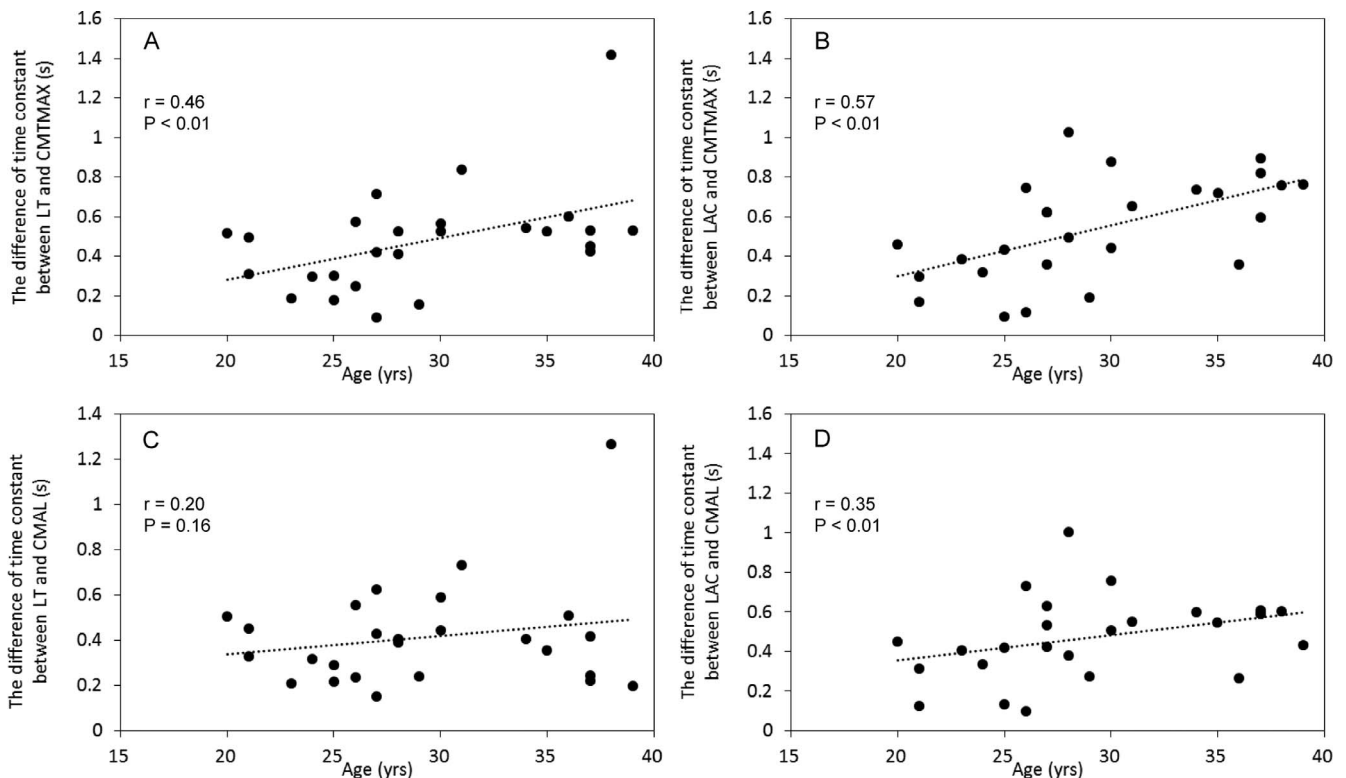 The difference of time constant
between LT and CMTMAX (s)
1.6
1.4
1.2
1
0.8
0.6
0.4
0.2
0
A
r = 0.46
P < 0.01
15 20 25 30 35 40
Age (yrs)
The difference of time constant
between LAC and CMTMAX (s)
1.6
1.4
1.2
1
0.8
0.6
0.4
0.2
0
B
r = 0.57
P < 0.01
15 20 25 30 35 40
Age (yrs)
The difference of time constant
between LT and CMAL (s)
1.4
1.2
1
0.8
0.6
0.4
0.2
0
C
r = 0.20
P = 0.16
15 20 25 30 35 40
Age (yrs)
The difference of time constant
between LAC and CMAL (s)
1.6
1.4
1.2
1
0.8
0.6
0.4
0.2
0
D
r = 0.35
P < 0.01
15 20 25 30 35 40
Age (yrs)